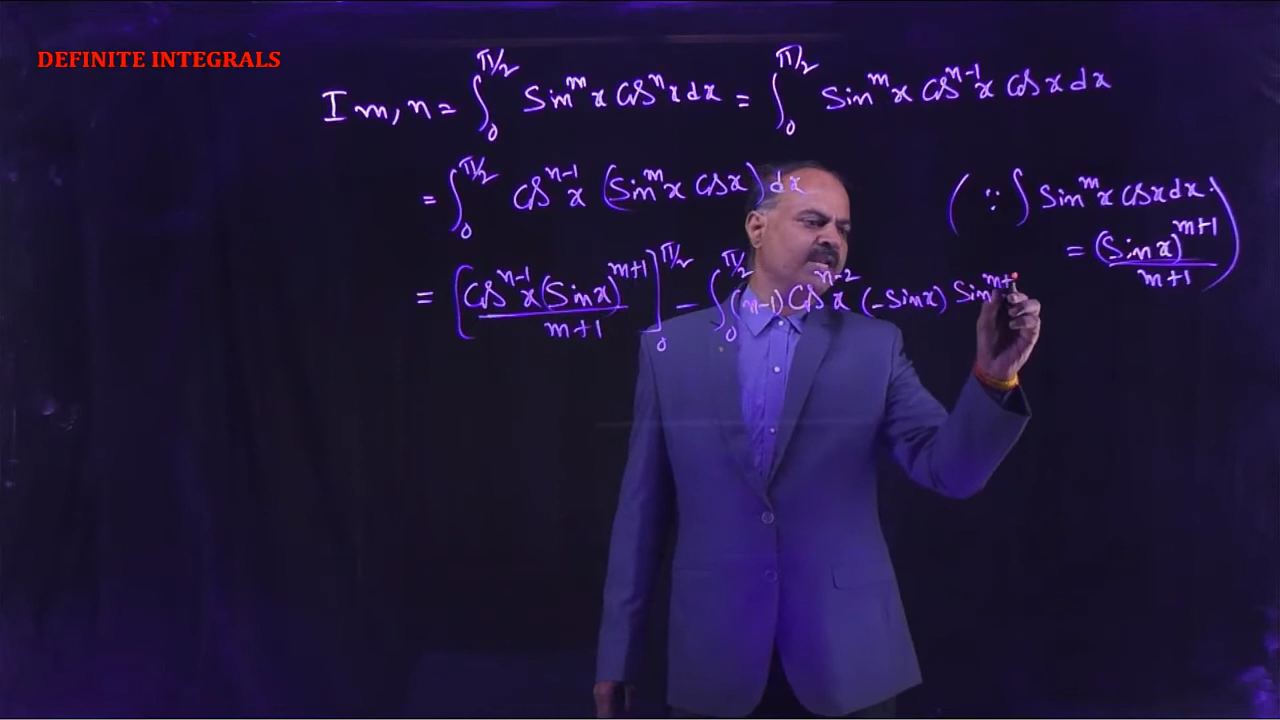 DEFINITE INTEGRALS
I m, n = ∫₀^{π/2} Sin^m x Cos^n x dx = ∫₀^{π/2} Sin^m x Cos^{n-1} x Cos x dx
= ∫₀^{π/2} Cos^{n-1} x (Sin^m x Cos x) dx
(∵ ∫ Sin^m x Cos x dx.
= (Sin x)^{m+1} / m+1)
= [Cos^{n-1} x (Sin x)^{m+1} / m+1]₀^{π/2} - ∫₀^{π/2} (n-1) Cos^{n-2} x (-Sin x) Sin^{m+